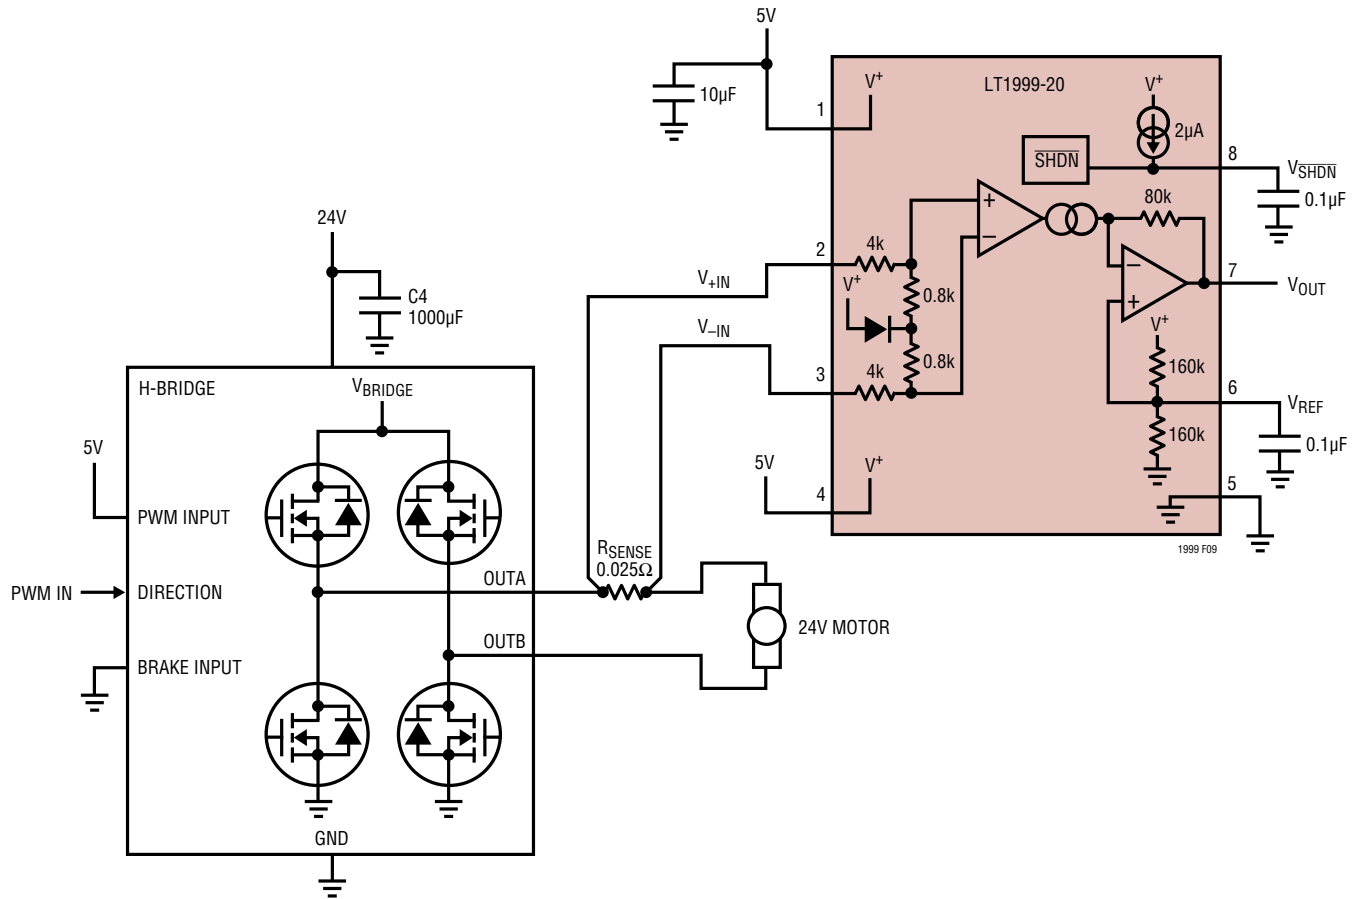 5V
10µF
1
V+
LT1999-20
V+
2µA
SHDN
8
VSHDN
0.1µF
80k
24V
C4
1000µF
2
4k
V+IN
V+
0.8k
V–IN
0.8k
3
4k
+
–
–
+
7
VOUT
V+
160k
6
VREF
160k
0.1µF
5V
4
V+
5
1999 F09
H-BRIDGE
VBRIDGE
5V
PWM INPUT
PWM IN
DIRECTION
BRAKE INPUT
OUTA
OUTB
RSENSE
0.025Ω
24V MOTOR
GND